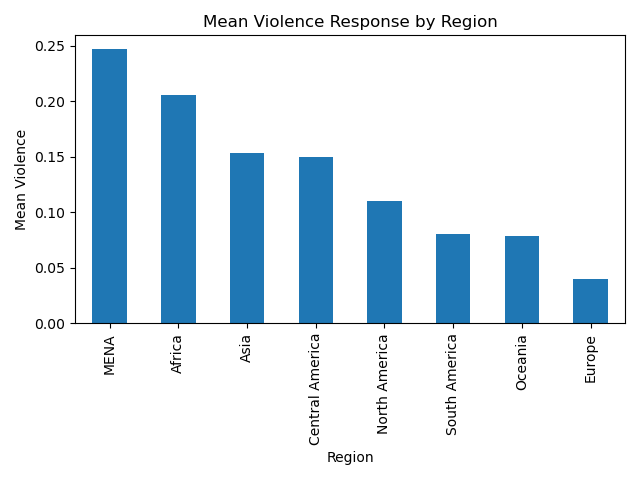 Mean Violence Response by Region
Mean Violence
0.25
0.20
0.15
0.10
0.05
0.00
MENA
Africa
Asia
Central America
North America
South America
Oceania
Europe
Region